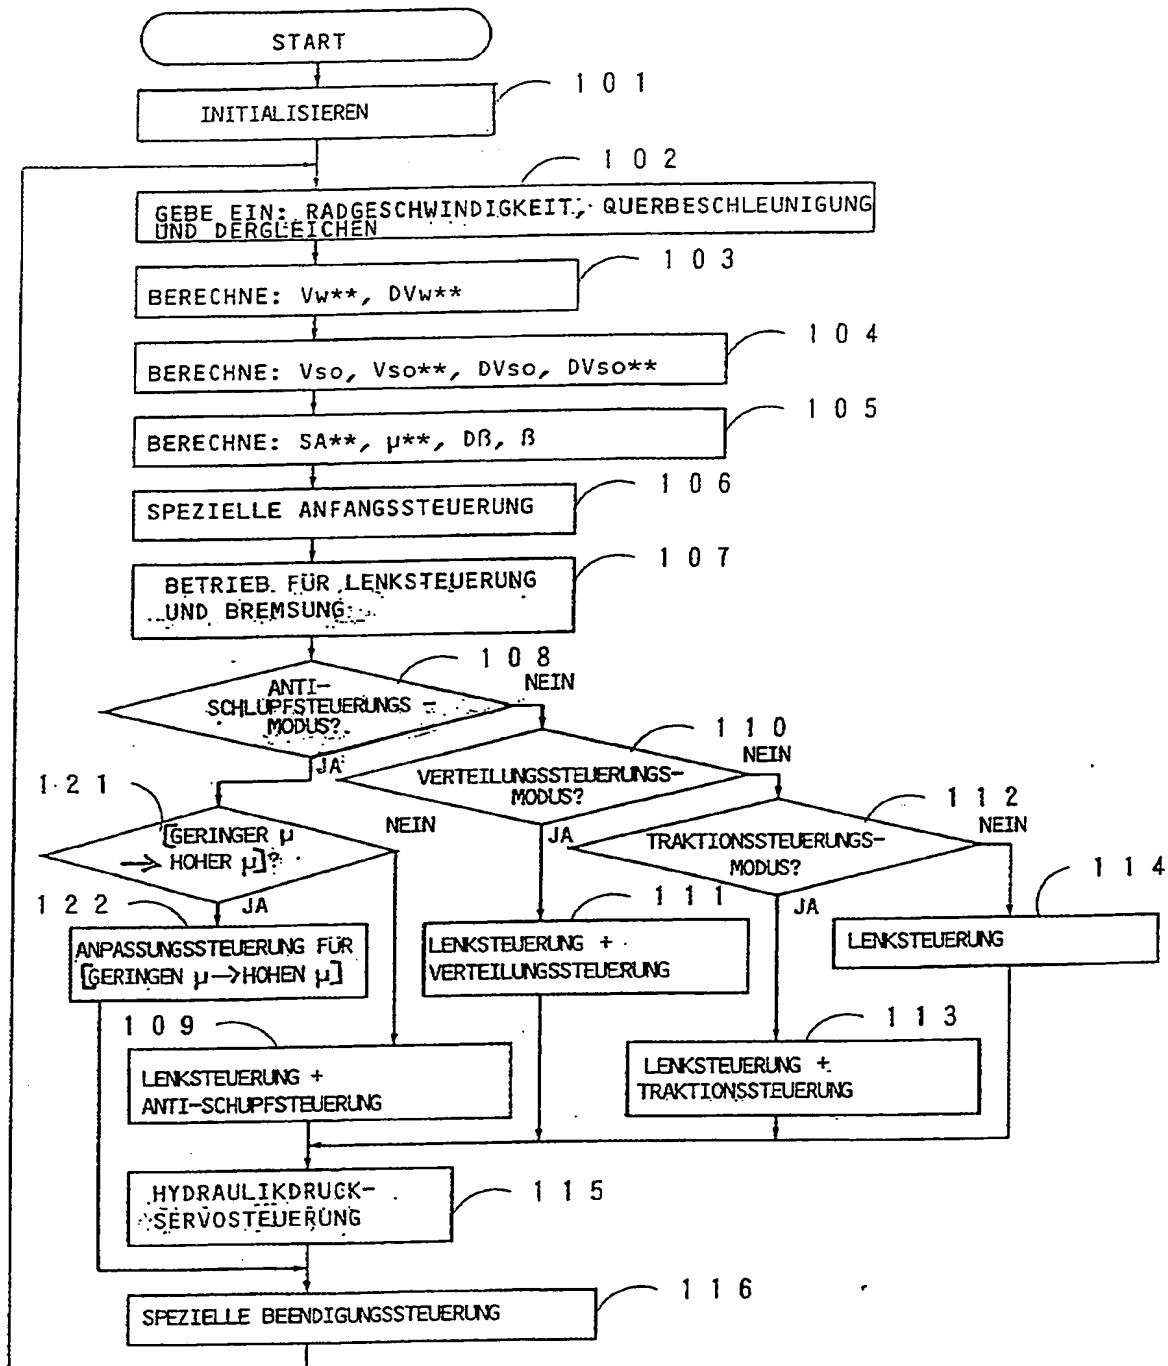 START
101
INITIALISIEREN
102
GEBE EIN: RADGESCHWINDIGKEIT, QUERBESCHLEUNIGUNG
UND DERGLEICHEN
103
BERECHNE: Vw**, DVw**
104
BERECHNE: Vso, Vso**, DVso, DVso**
105
BERECHNE: SA**, µ**, Dß, ß
106
SPEZIELLE ANFANGSSTEUERUNG
107
BETRIEB FÜR LENKSTEUERUNG
UND BREMSUNG
108
NEIN
ANTI-
SCHLUPFSTEUERUNGS-
MODUS?
110
NEIN
JA
VERTEILUNGSSTEUERUNGS-
MODUS?
121
112
NEIN
[GERINGER µ
→ HOHER µ]?
NEIN
JA
TRAKTIONSSTEUERUNGS-
MODUS?
114
122
JA
111
JA
ANPASSUNGSSTEUERUNG FÜR
[GERINGEN µ→HOHEN µ]
LENKSTEUERUNG +
VERTEILUNGSSTEUERUNG
LENKSTEUERUNG
109
113
LENKSTEUERUNG +
ANTI-SCHUPFSTEUERUNG
LENKSTEUERUNG +
TRAKTIONSSTEUERUNG
115
HYDRAULIKDRUCK-
SERVOSTEUERUNG
116
SPEZIELLE BEENDIGUNGSSTEUERUNG